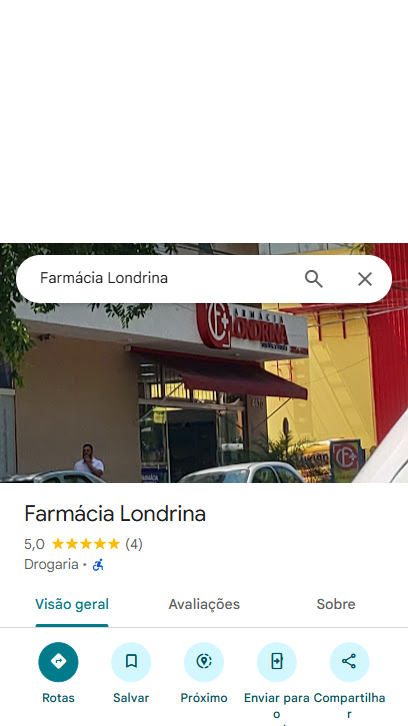 Farmácia Londrina
FARMÁCIA
LONDRINA
Farmácia Londrina
5,0 (4)
Drogaria ·
Visão geral
Avaliações
Sobre
Rotas
Salvar
Próximo
Enviar para
o
Compartilha
r